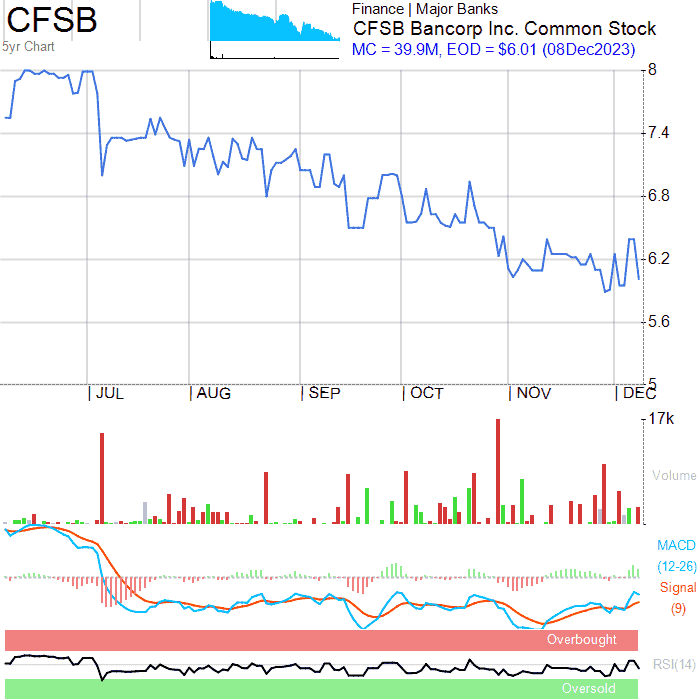 CFSB
5yr Chart
Finance | Major Banks
CFSB Bancorp Inc. Common Stock
MC = 39.9M, EOD = $6.01 (08Dec2023)
8
7.4
6.8
6.2
5.6
5
JUL AUG SEP OCT NOV DEC
17k
Volume
MACD
(12-26)
Signal
(9)
Overbought
RSI(14)
Oversold